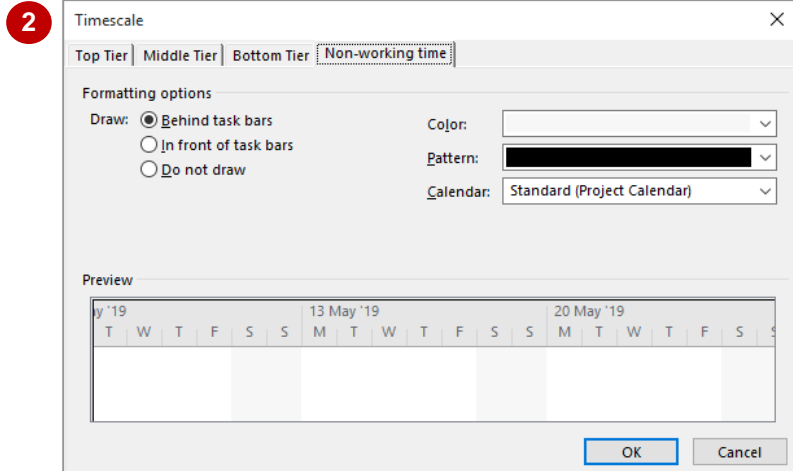 2
Timescale
Top Tier Middle Tier Bottom Tier Non-working time
Formatting options
Draw: Behind task bars
In front of task bars
Do not draw
Color:
Pattern:
Calendar: Standard (Project Calendar)
Preview
y '19 13 May '19 20 May '19
T W T F S S M T W T F S S M T W T F S S
OK Cancel